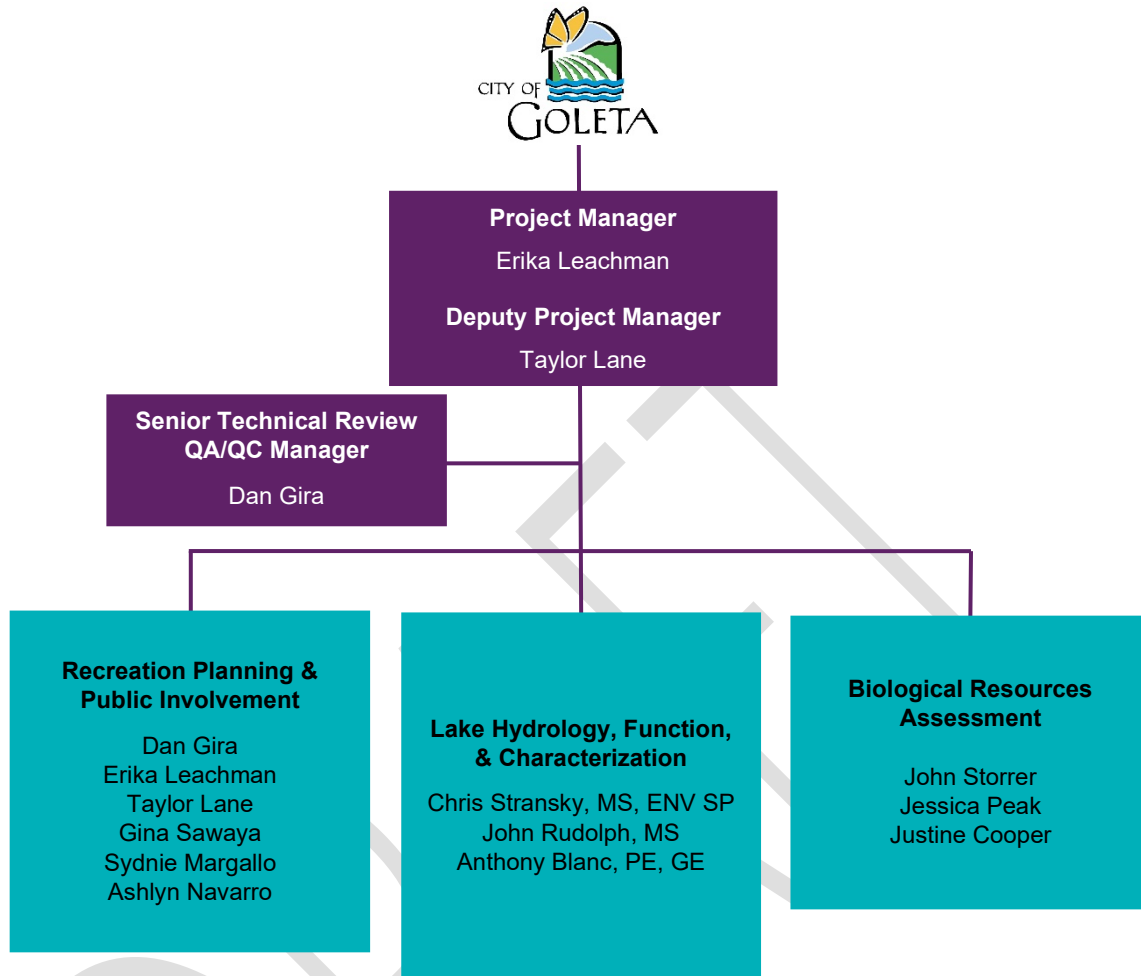 CITY OF
GOLETA
Project Manager
Erika Leachman
Deputy Project Manager
Taylor Lane
Senior Technical Review
QA/QC Manager
Dan Gira
Recreation Planning &
Public Involvement
Dan Gira
Erika Leachman
Taylor Lane
Gina Sawaya
Sydnie Margallo
Ashlyn Navarro
Lake Hydrology, Function,
& Characterization
Chris Stransky, MS, ENV SP
John Rudolph, MS
Anthony Blanc, PE, GE
Biological Resources
Assessment
John Storrer
Jessica Peak
Justine Cooper